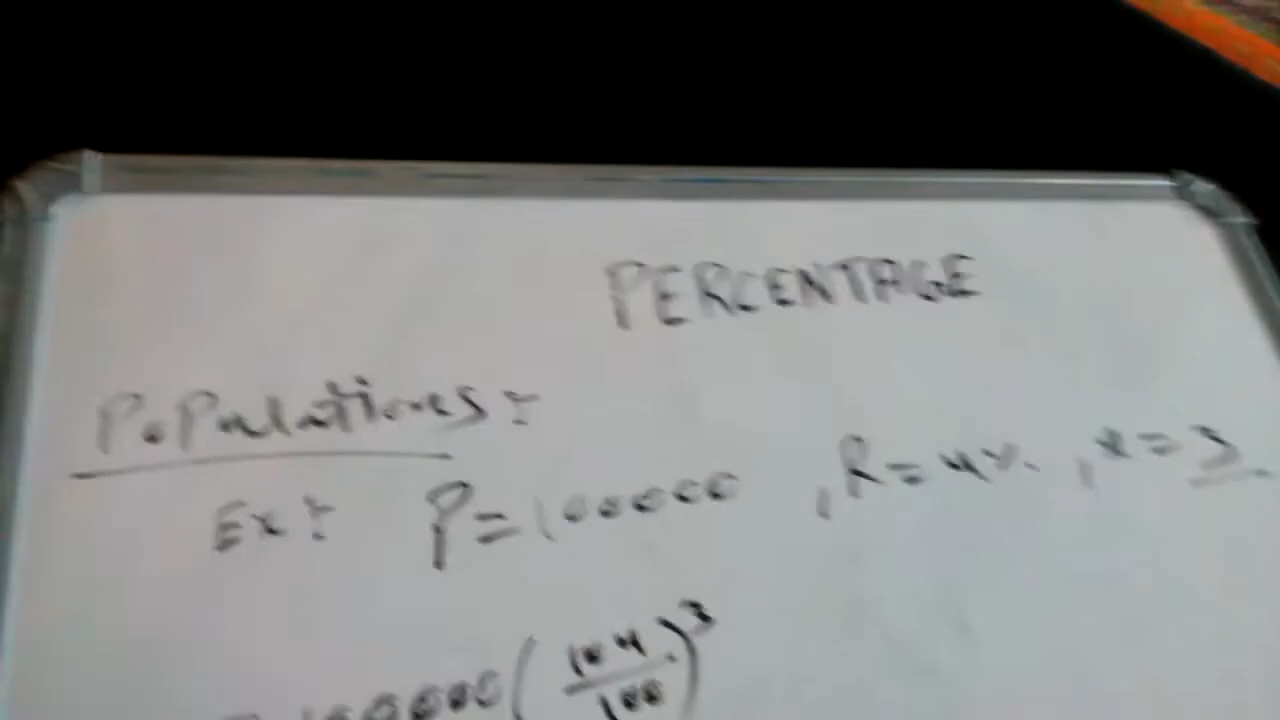 PERCENTAGE
Populations:
Ex: P=100000 , R=4%. , x=3
100000(104/100)^3